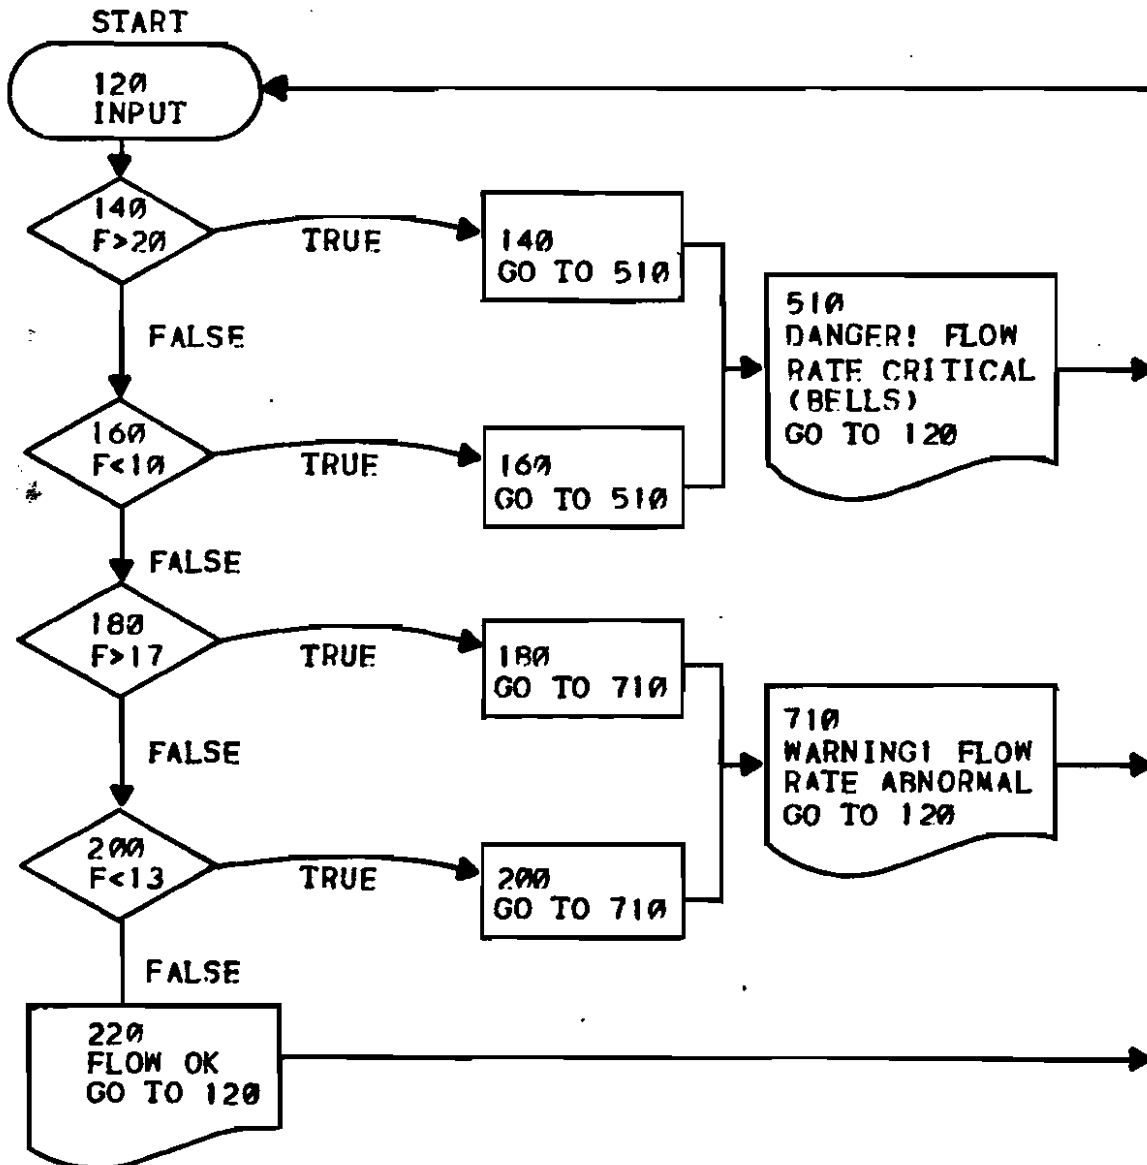 START
120
INPUT
140
F>20
TRUE
140
GO TO 510
510
DANGER! FLOW
RATE CRITICAL
(BELLS)
GO TO 120
FALSE
160
F<10
TRUE
160
GO TO 510
FALSE
180
F>17
TRUE
180
GO TO 710
710
WARNING! FLOW
RATE ABNORMAL
GO TO 120
FALSE
200
F<13
TRUE
200
GO TO 710
FALSE
220
FLOW OK
GO TO 120